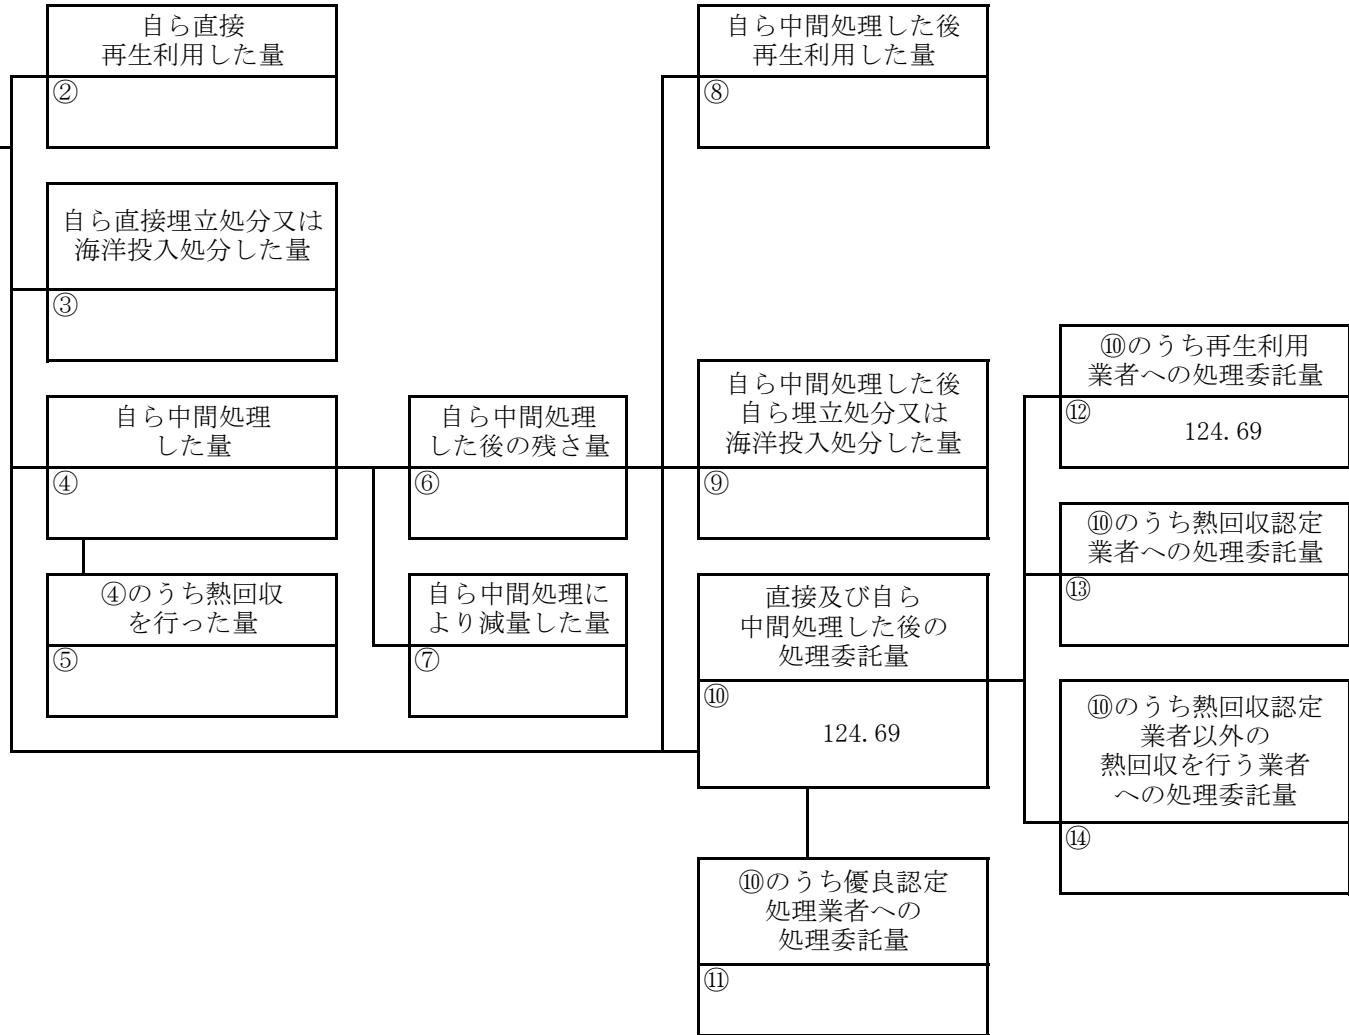 自ら直接
再生利用した量
②
自ら直接埋立処分又は
海洋投入処分した量
③
自ら中間処理
した量
④
④のうち熱回収
を行った量
⑤
自ら中間処理
した後の残さ量
⑥
自ら中間処理に
より減量した量
⑦
自ら中間処理した後
再生利用した量
⑧
自ら中間処理した後
自ら埋立処分又は
海洋投入処分した量
⑨
直接及び自ら
中間処理した後の
処理委託量
⑩
124.69
⑩のうち優良認定
処理業者への
処理委託量
⑪
⑩のうち再生利用
業者への処理委託量
⑫
124.69
⑩のうち熱回収認定
業者への処理委託量
⑬
⑩のうち熱回収認定
業者以外の
熱回収を行う業者
への処理委託量
⑭